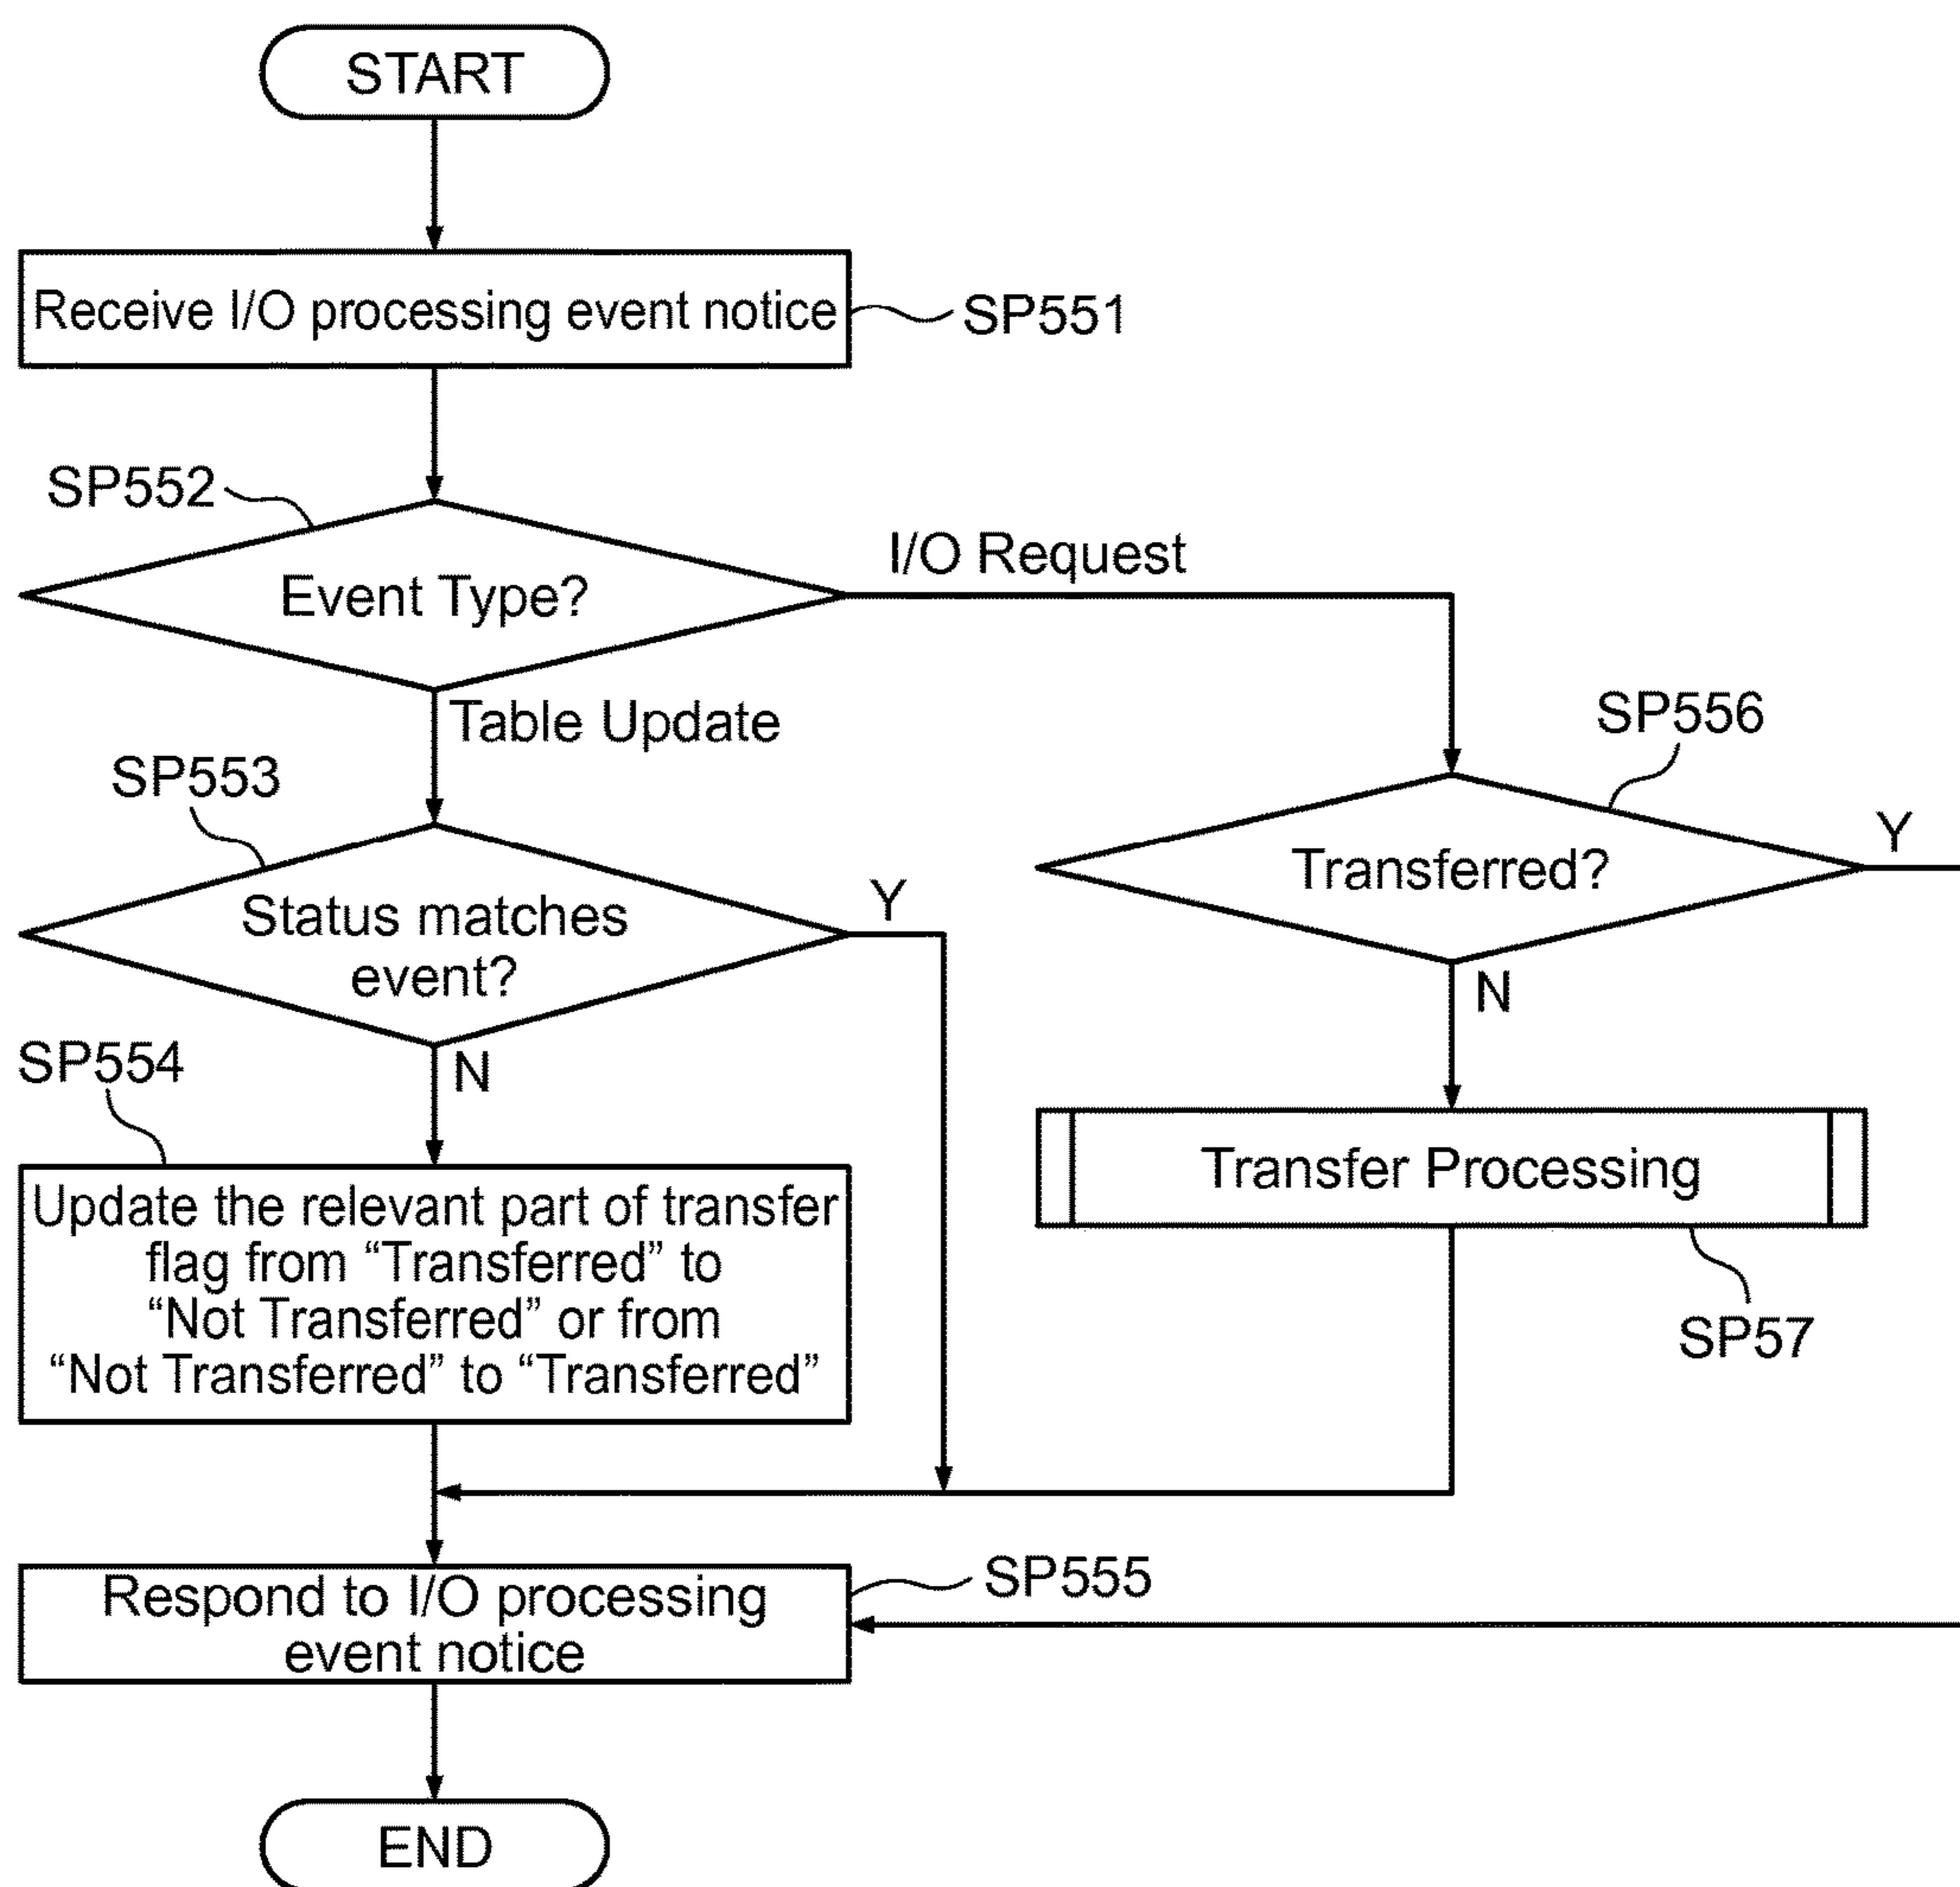 START
Receive I/O processing event notice
SP551
SP552
Event Type?
I/O Request
Table Update
SP553
Status matches
event?
Y
N
SP556
Transferred?
Y
N
SP554
Update the relevant part of transfer
flag from “Transferred” to
“Not Transferred” or from
“Not Transferred” to “Transferred”
Transfer Processing
SP57
Respond to I/O processing
event notice
SP555
END